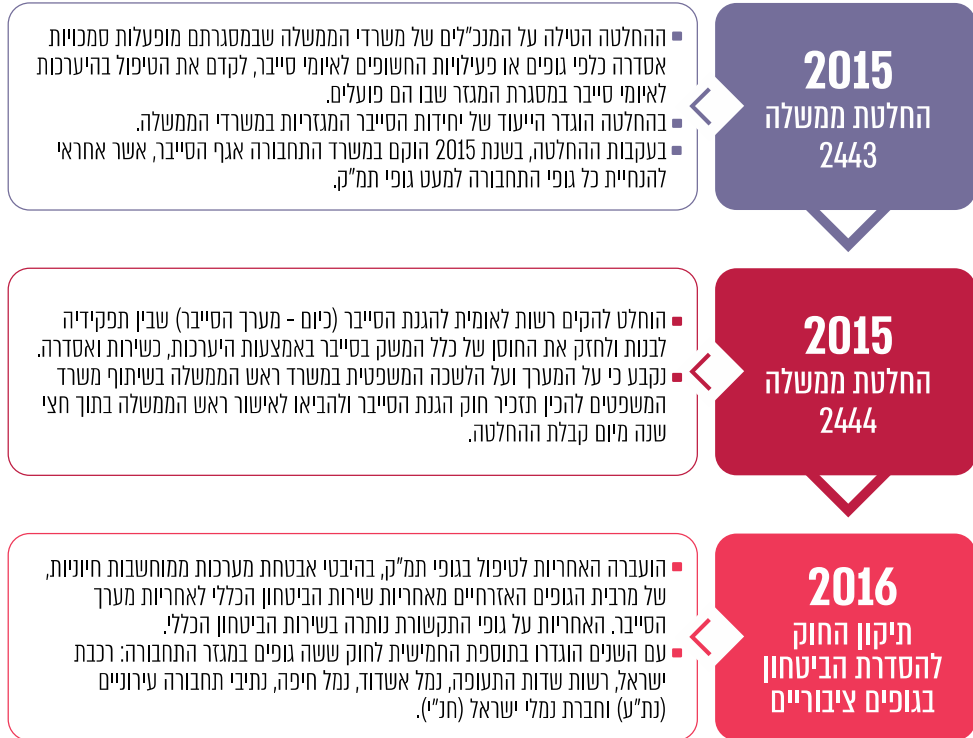 2015
החלטת ממשלה
2443
▪ ההחלטה הטילה על המנכ"לים של משרדי הממשלה שבמסגרתם מופעלות סמכויות
אסדרה כלפי גופים או פעילויות החשופים לאיומי סייבר, לקדם את הטיפול בהיערכות
לאיומי סייבר במסגרת המגזר שבו הם פועלים.
▪ בהחלטה הוגדר הייעוד של יחידות הסייבר המגזריות במשרדי הממשלה.
▪ בעקבות ההחלטה, בשנת 2015 הוקם במשרד התחבורה אגף הסייבר, אשר אחראי
להנחיית כל גופי התחבורה למעט גופי תמ"ק.
2015
החלטת ממשלה
2444
▪ הוחלט להקים רשות לאומית להגנת הסייבר (כיום - מערך הסייבר) שבין תפקידיה
לבנות ולחזק את החוסן של כלל המשק בסייבר באמצעות היערכות, כשירות ואסדרה.
▪ נקבע כי על המערך ועל הלשכה המשפטית במשרד ראש הממשלה בשיתוף משרד
המשפטים להכין תזכיר חוק הגנת הסייבר ולהביאו לאישור ראש הממשלה בתוך חצי
שנה מיום קבלת ההחלטה.
2016
תיקון החוק
להסדרת הביטחון
בגופים ציבוריים
▪ הועברה האחריות לטיפול בגופי תמ"ק, בהיבטי אבטחת מערכות ממוחשבות חיוניות,
של מרבית הגופים האזרחיים מאחריות שירות הביטחון הכללי לאחריות מערך
הסייבר. האחריות על גופי התקשורת נותרה בשירות הביטחון הכללי.
▪ עם השנים הוגדרו בתוספת החמישית לחוק ששה גופים במגזר התחבורה: רכבת
ישראל, רשות שדות התעופה, נמל אשדוד, נמל חיפה, נתיבי תחבורה עירוניים
(נת"ע) וחברת נמלי ישראל (חנ"י).